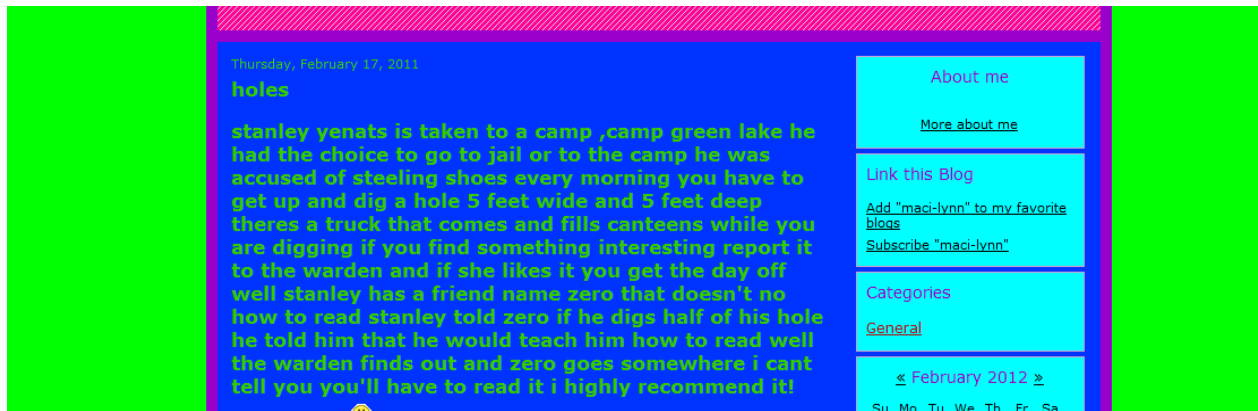 Thursday, February 17, 2011
holes
stanley yenats is taken to a camp ,camp green lake he
had the choice to go to jail or to the camp he was
accused of steeling shoes every morning you have to
get up and dig a hole 5 feet wide and 5 feet deep
theres a truck that comes and fills canteens while you
are digging if you find something interesting report it
to the warden and if she likes it you get the day off
well stanley has a friend name zero that doesn't no
how to read stanley told zero if he digs half of his hole
he told him that he would teach him how to read well
the warden finds out and zero goes somewhere i cant
tell you you'll have to read it i highly recommend it!
About me
More about me
Link this Blog
Add "maci-lynn" to my favorite
blogs
Subscribe "maci-lynn"
Categories
General
« February 2012 »
Su Mo Tu We Th Fr Sa